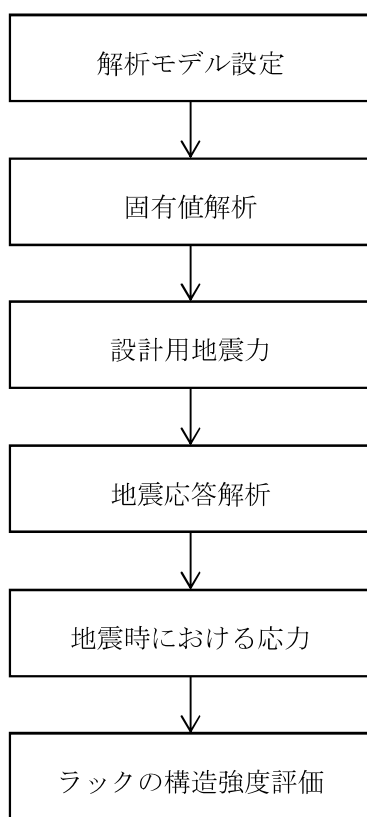 解析モデル設定
固有値解析
設計用地震力
地震応答解析
地震時における応力
ラックの構造強度評価